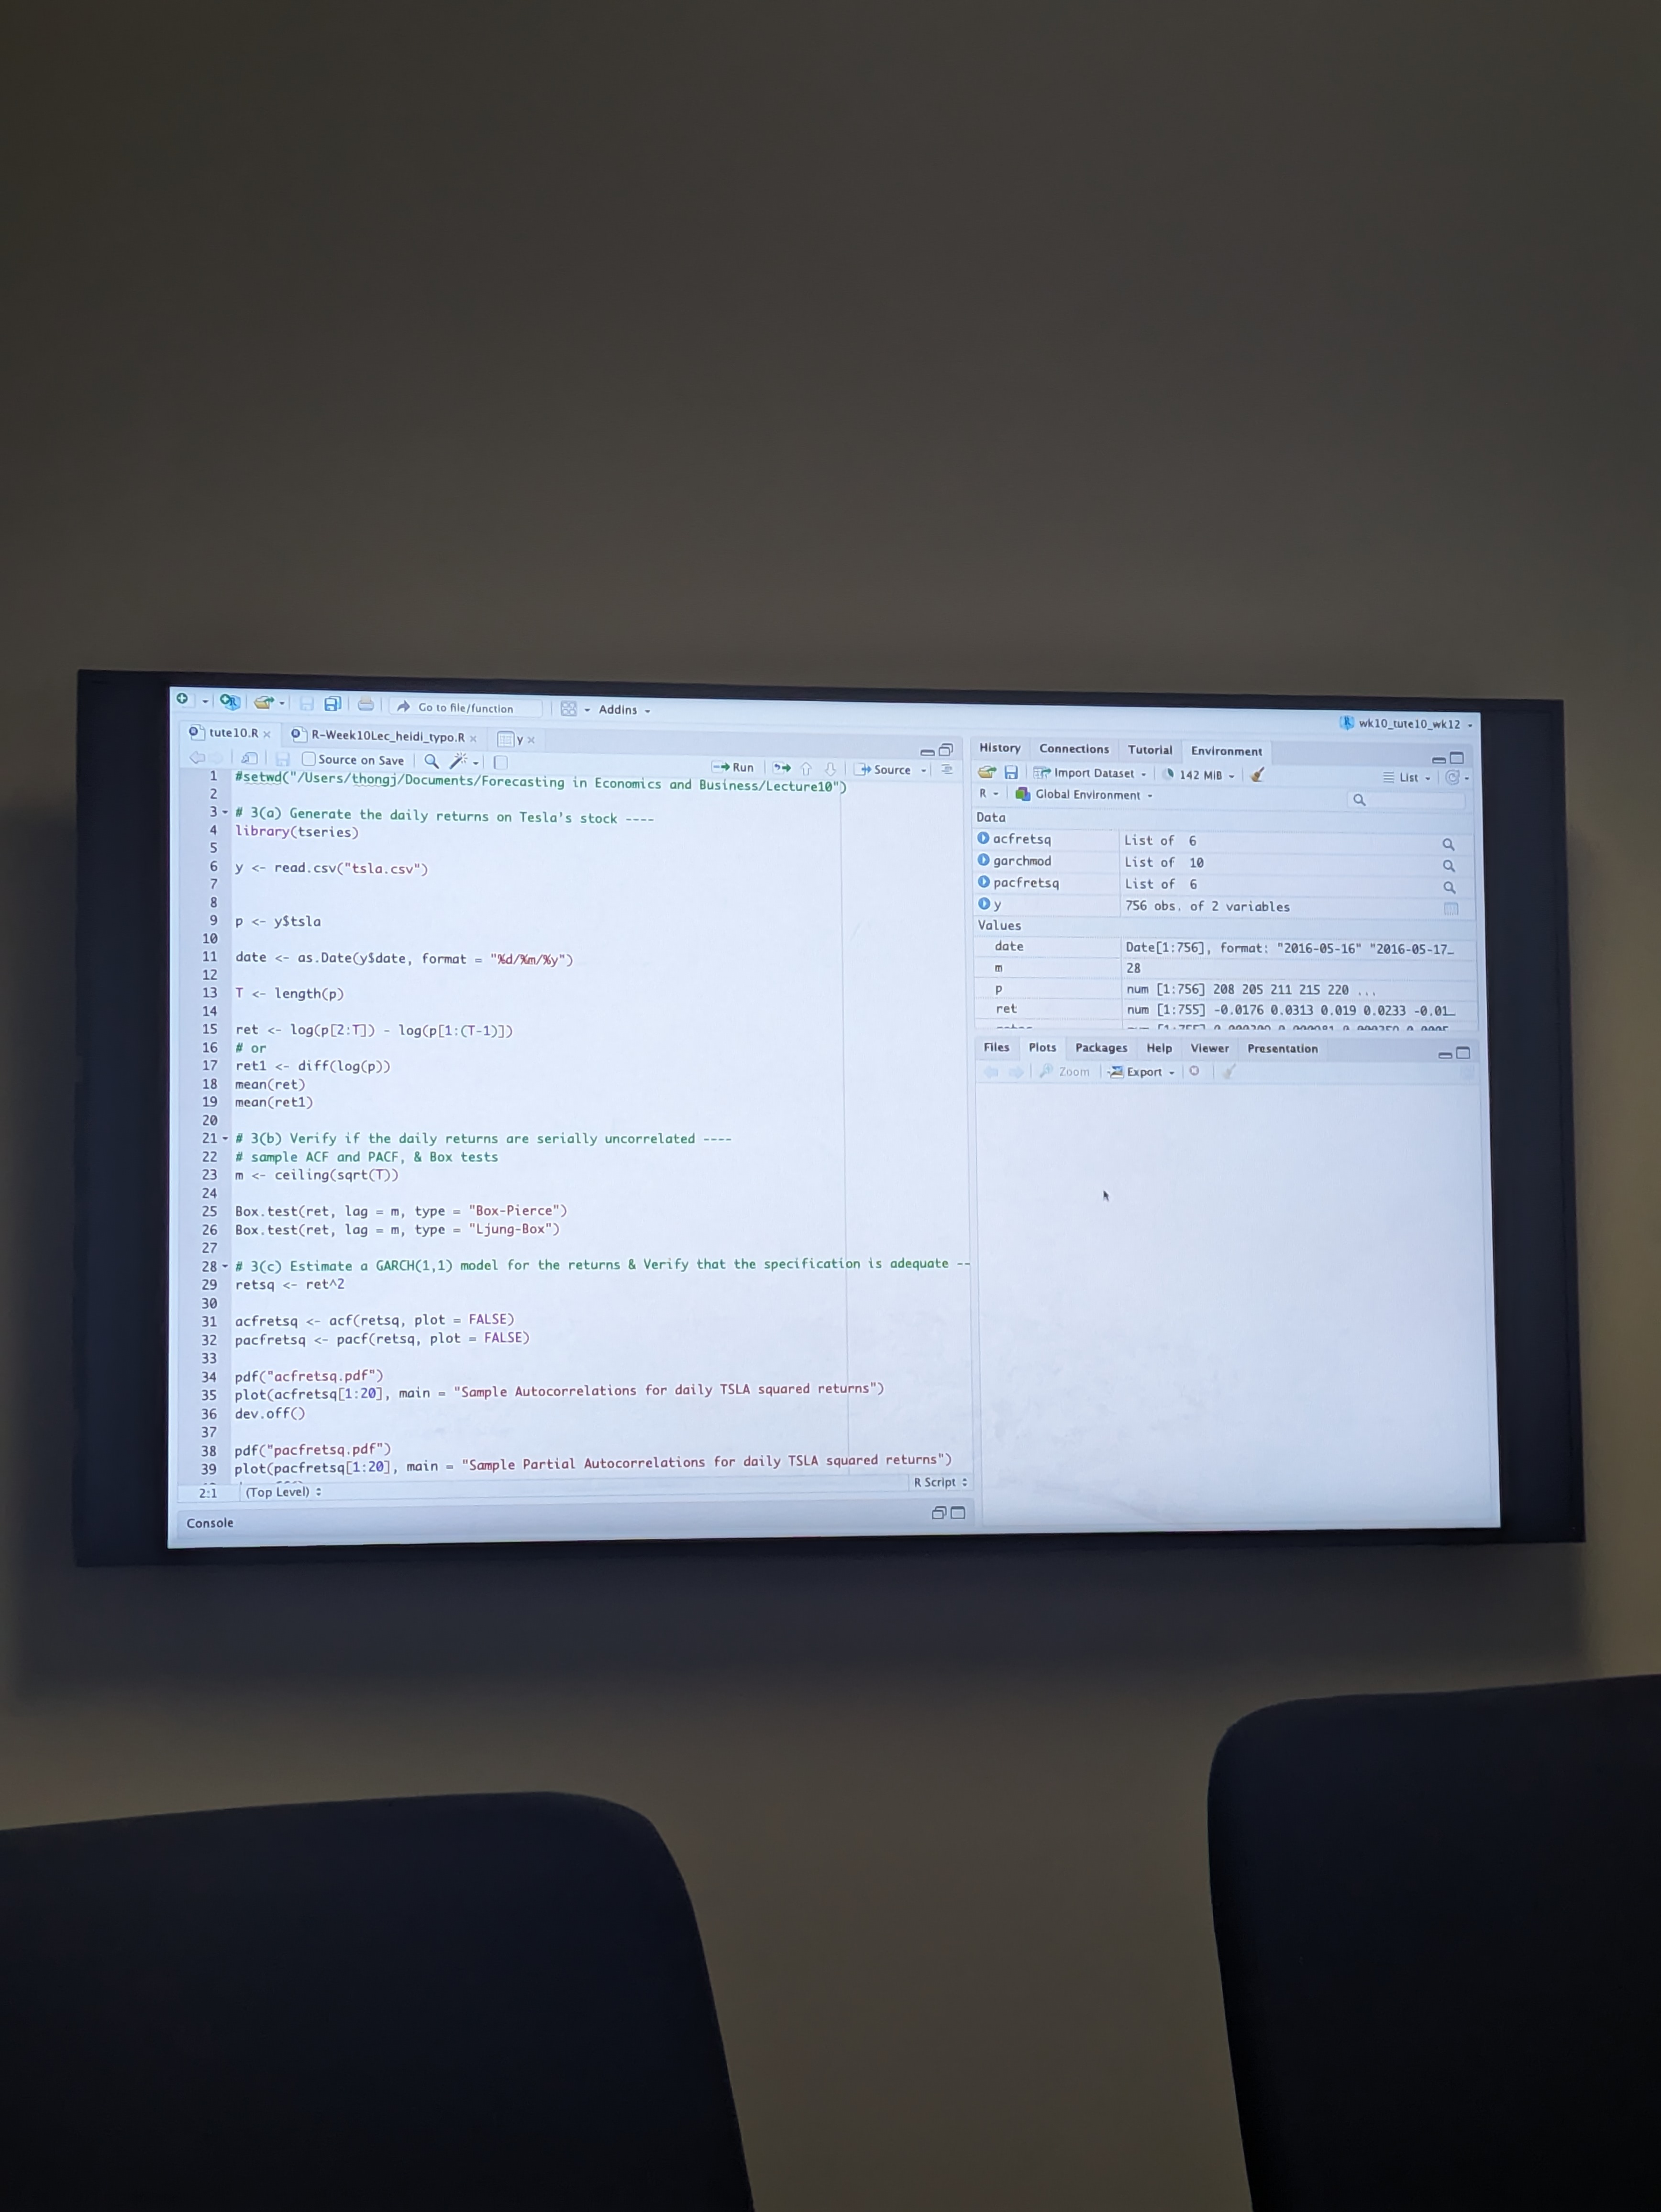 Go to file/function
Addins
wk10_tute10_wk12
tute10.R
R-Week10Lec_heidi_typo.R
y
Source on Save
Run
Source
1 #setwd("/Users/thongj/Documents/Forecasting in Economics and Business/Lecture10")
2
3 # 3(a) Generate the daily returns on Tesla's stock ----
4 library(tseries)
5
6 y <- read.csv("tsla.csv")
7
8
9 p <- y$tsla
10
11 date <- as.Date(y$date, format = "%d/%m/%y")
12
13 T <- length(p)
14
15 ret <- log(p[2:T]) - log(p[1:(T-1)])
16 # or
17 ret1 <- diff(log(p))
18 mean(ret)
19 mean(ret1)
20
21 # 3(b) Verify if the daily returns are serially uncorrelated ----
22 # sample ACF and PACF, & Box tests
23 m <- ceiling(sqrt(T))
24
25 Box.test(ret, lag = m, type = "Box-Pierce")
26 Box.test(ret, lag = m, type = "Ljung-Box")
27
28 # 3(c) Estimate a GARCH(1,1) model for the returns & Verify that the specification is adequate --
29 retsq <- ret^2
30
31 acfretsq <- acf(retsq, plot = FALSE)
32 pacfretsq <- pacf(retsq, plot = FALSE)
33
34 pdf("acfretsq.pdf")
35 plot(acfretsq[1:20], main = "Sample Autocorrelations for daily TSLA squared returns")
36 dev.off()
37
38 pdf("pacfretsq.pdf")
39 plot(pacfretsq[1:20], main = "Sample Partial Autocorrelations for daily TSLA squared returns")
2:1 (Top Level) R Script
Console
History Connections Tutorial Environment
Import Dataset 142 MiB List
R Global Environment
Data
acfretsq List of 6
garchmod List of 10
pacfretsq List of 6
y 756 obs. of 2 variables
Values
date Date[1:756], format: "2016-05-16" "2016-05-17…
m 28
p num [1:756] 208 205 211 215 220 ...
ret num [1:755] -0.0176 0.0313 0.019 0.0233 -0.01…
Files Plots Packages Help Viewer Presentation
Zoom Export